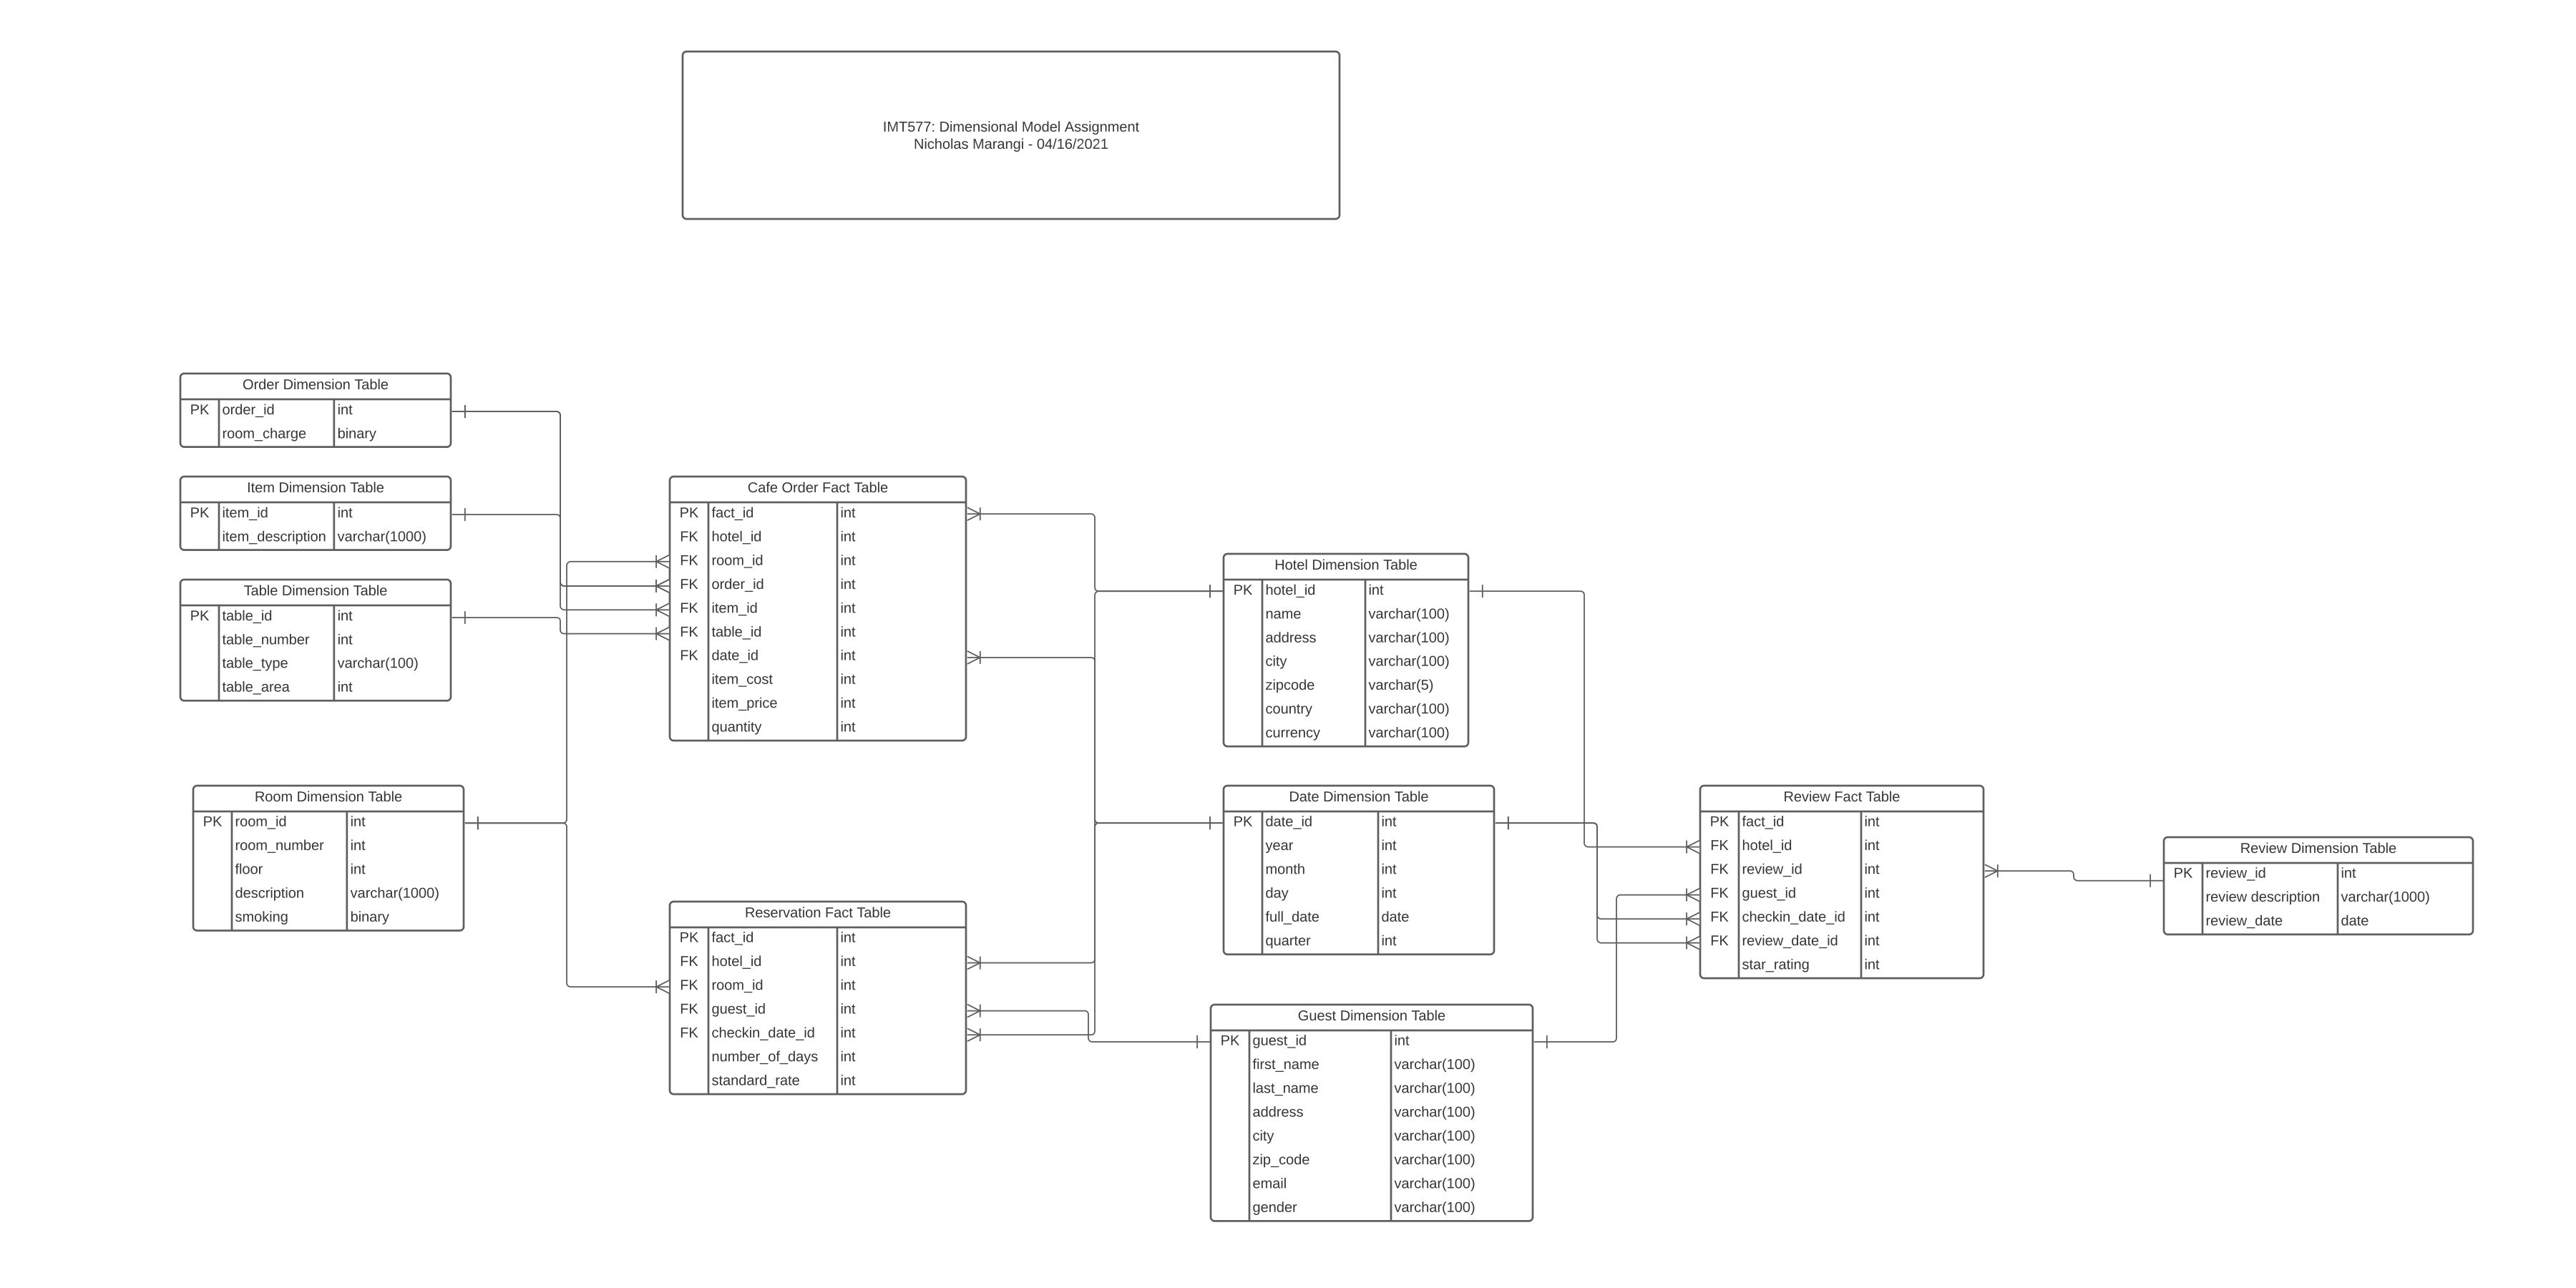 IMT577: Dimensional Model Assignment
Nicholas Marangi - 04/16/2021
Order Dimension Table
PK order_id int
room_charge binary
Item Dimension Table
PK item_id int
item_description varchar(1000)
Table Dimension Table
PK table_id int
table_number int
table_type varchar(100)
table_area int
Room Dimension Table
PK room_id int
room_number int
floor int
description varchar(1000)
smoking binary
Cafe Order Fact Table
PK fact_id int
FK hotel_id int
FK room_id int
FK order_id int
FK item_id int
FK table_id int
FK date_id int
item_cost int
item_price int
quantity int
Reservation Fact Table
PK fact_id int
FK hotel_id int
FK room_id int
FK guest_id int
FK checkin_date_id int
number_of_days int
standard_rate int
Hotel Dimension Table
PK hotel_id int
name varchar(100)
address varchar(100)
city varchar(100)
zipcode varchar(5)
country varchar(100)
currency varchar(100)
Date Dimension Table
PK date_id int
year int
month int
day int
full_date date
quarter int
Guest Dimension Table
PK guest_id int
first_name varchar(100)
last_name varchar(100)
address varchar(100)
city varchar(100)
zip_code varchar(100)
email varchar(100)
gender varchar(100)
Review Fact Table
PK fact_id int
FK hotel_id int
FK review_id int
FK guest_id int
FK checkin_date_id int
FK review_date_id int
star_rating int
Review Dimension Table
PK review_id int
review description varchar(1000)
review_date date